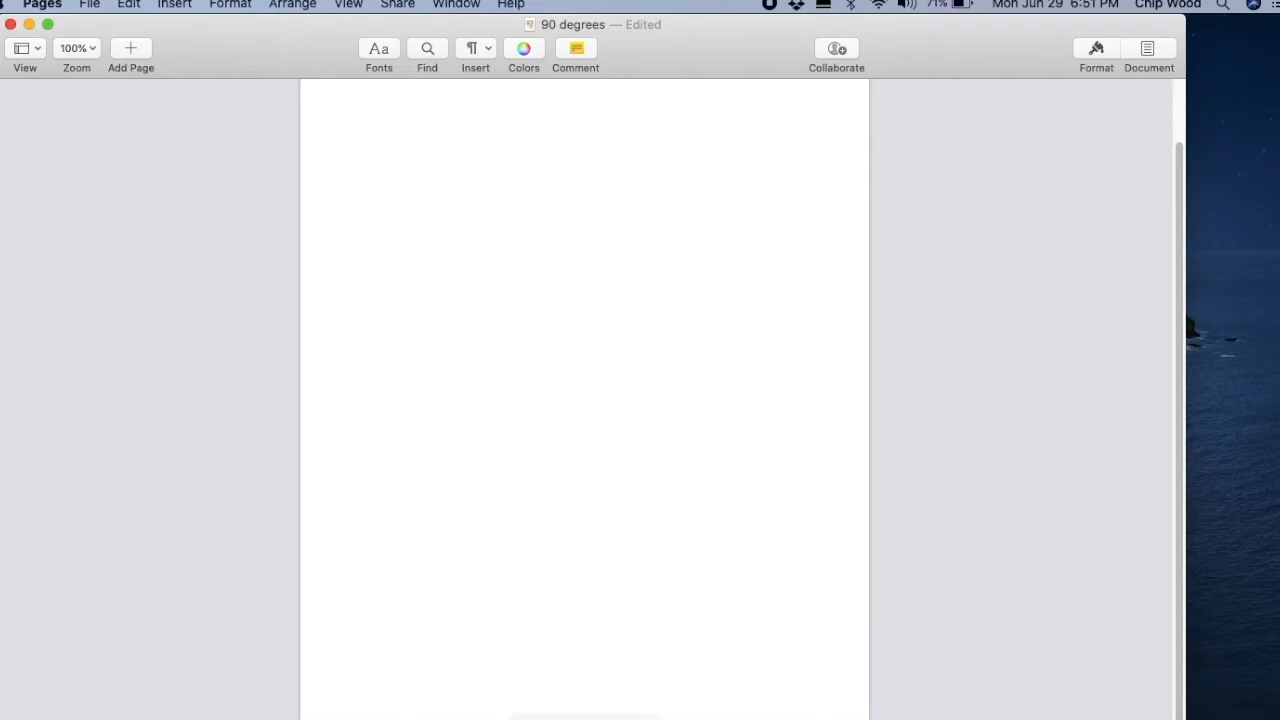 Pages File Edit Insert Format Arrange View Share Window Help 71% Mon Jun 29 6:51 PM Chip Wood
90 degrees — Edited
100%
View Zoom Add Page Fonts Find Insert Colors Comment Collaborate Format Document